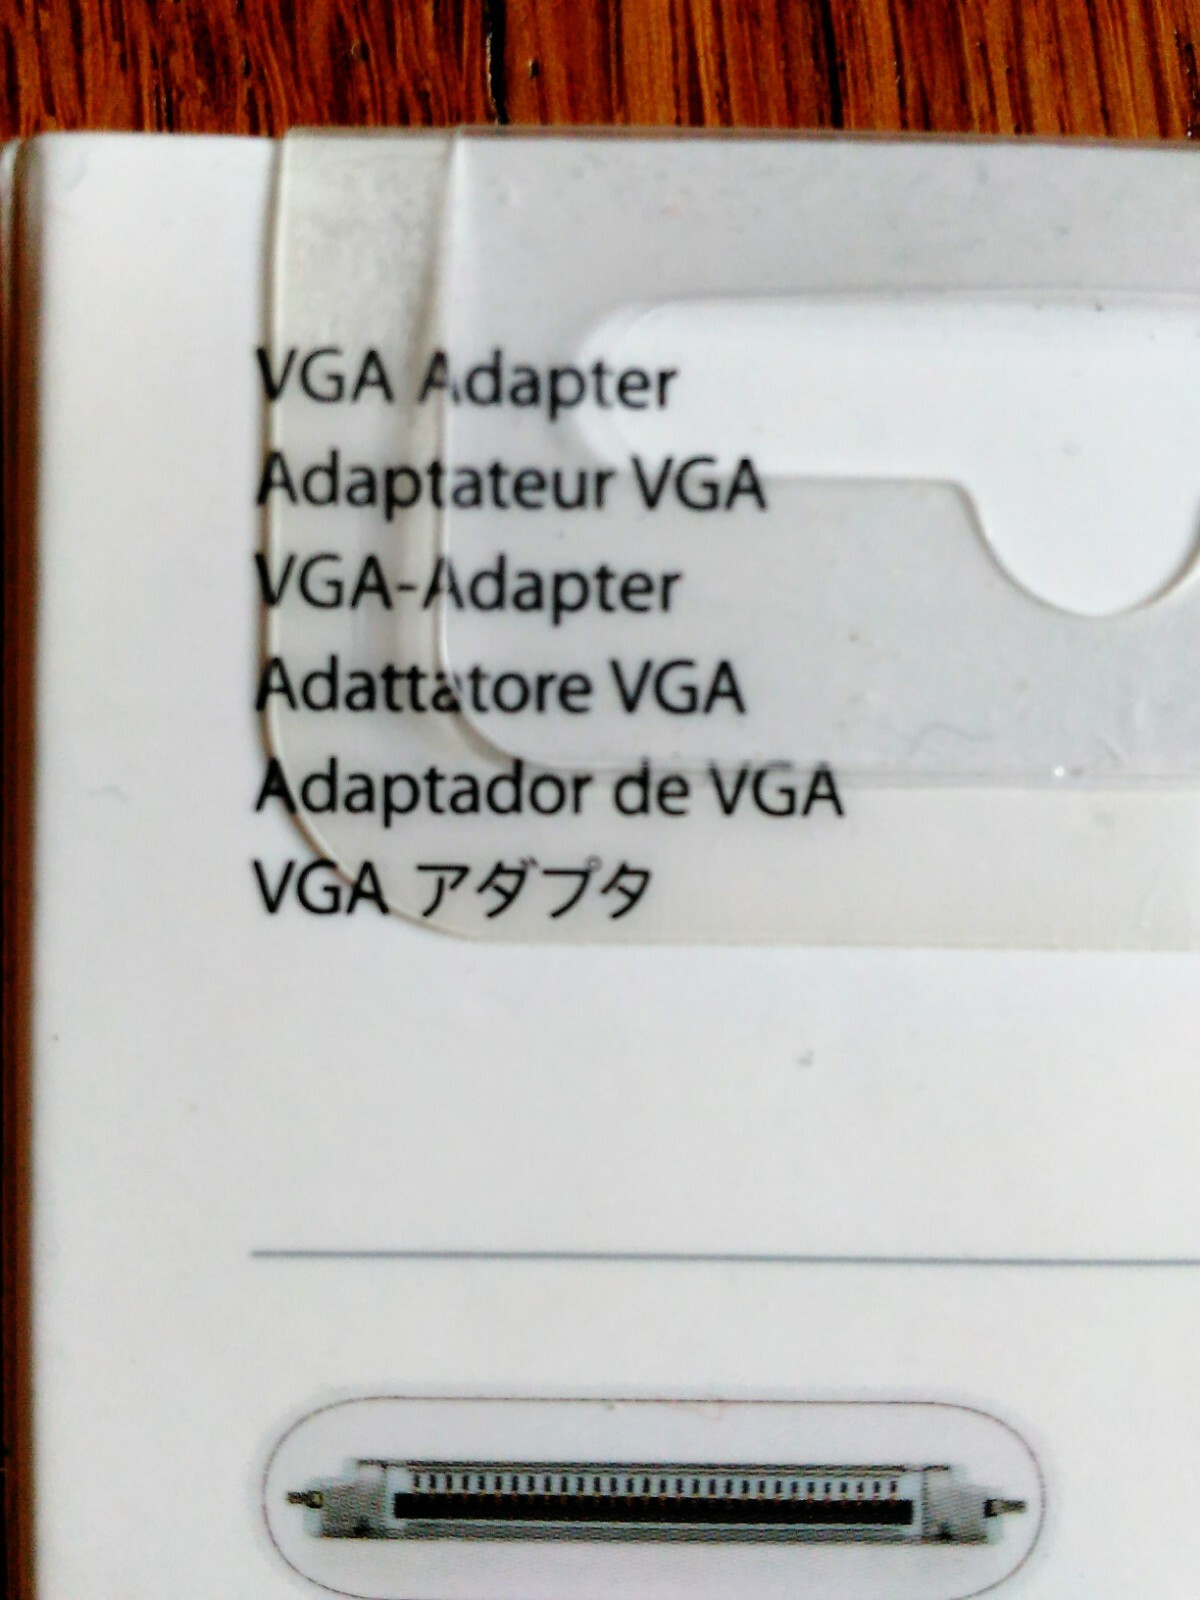 VGA Adapter
Adaptateur VGA
VGA-Adapter
Adattatore VGA
Adaptador de VGA
VGA アダプタ